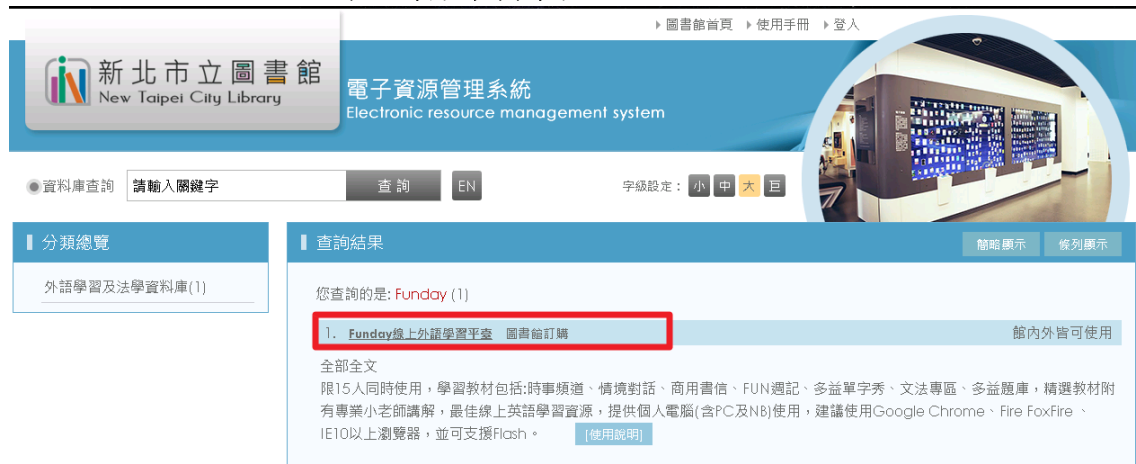 圖書館首頁 使用手冊 登入
新北市立圖書館
New Taipei City Library
電子資源管理系統
Electronic resource management system
資料庫查詢 請輸入關鍵字 查詢 EN 字級設定： 小 中 大 巨
分類總覽
外語學習及法學資料庫(1)
查詢結果 簡略顯示 條列顯示
您查詢的是: Funday (1)
1. Funday線上外語學習平臺 圖書館訂購 館內外皆可使用
全部全文
限15人同時使用，學習教材包括:時事頻道、情境對話、商用書信、FUN週記、多益單字秀、文法專區、多益題庫，精選教材附
有專業小老師講解，最佳線上英語學習資源，提供個人電腦(含PC及NB)使用，建議使用Google Chrome、Fire FoxFire 、
IE10以上瀏覽器，並可支援Flash。 [使用說明]